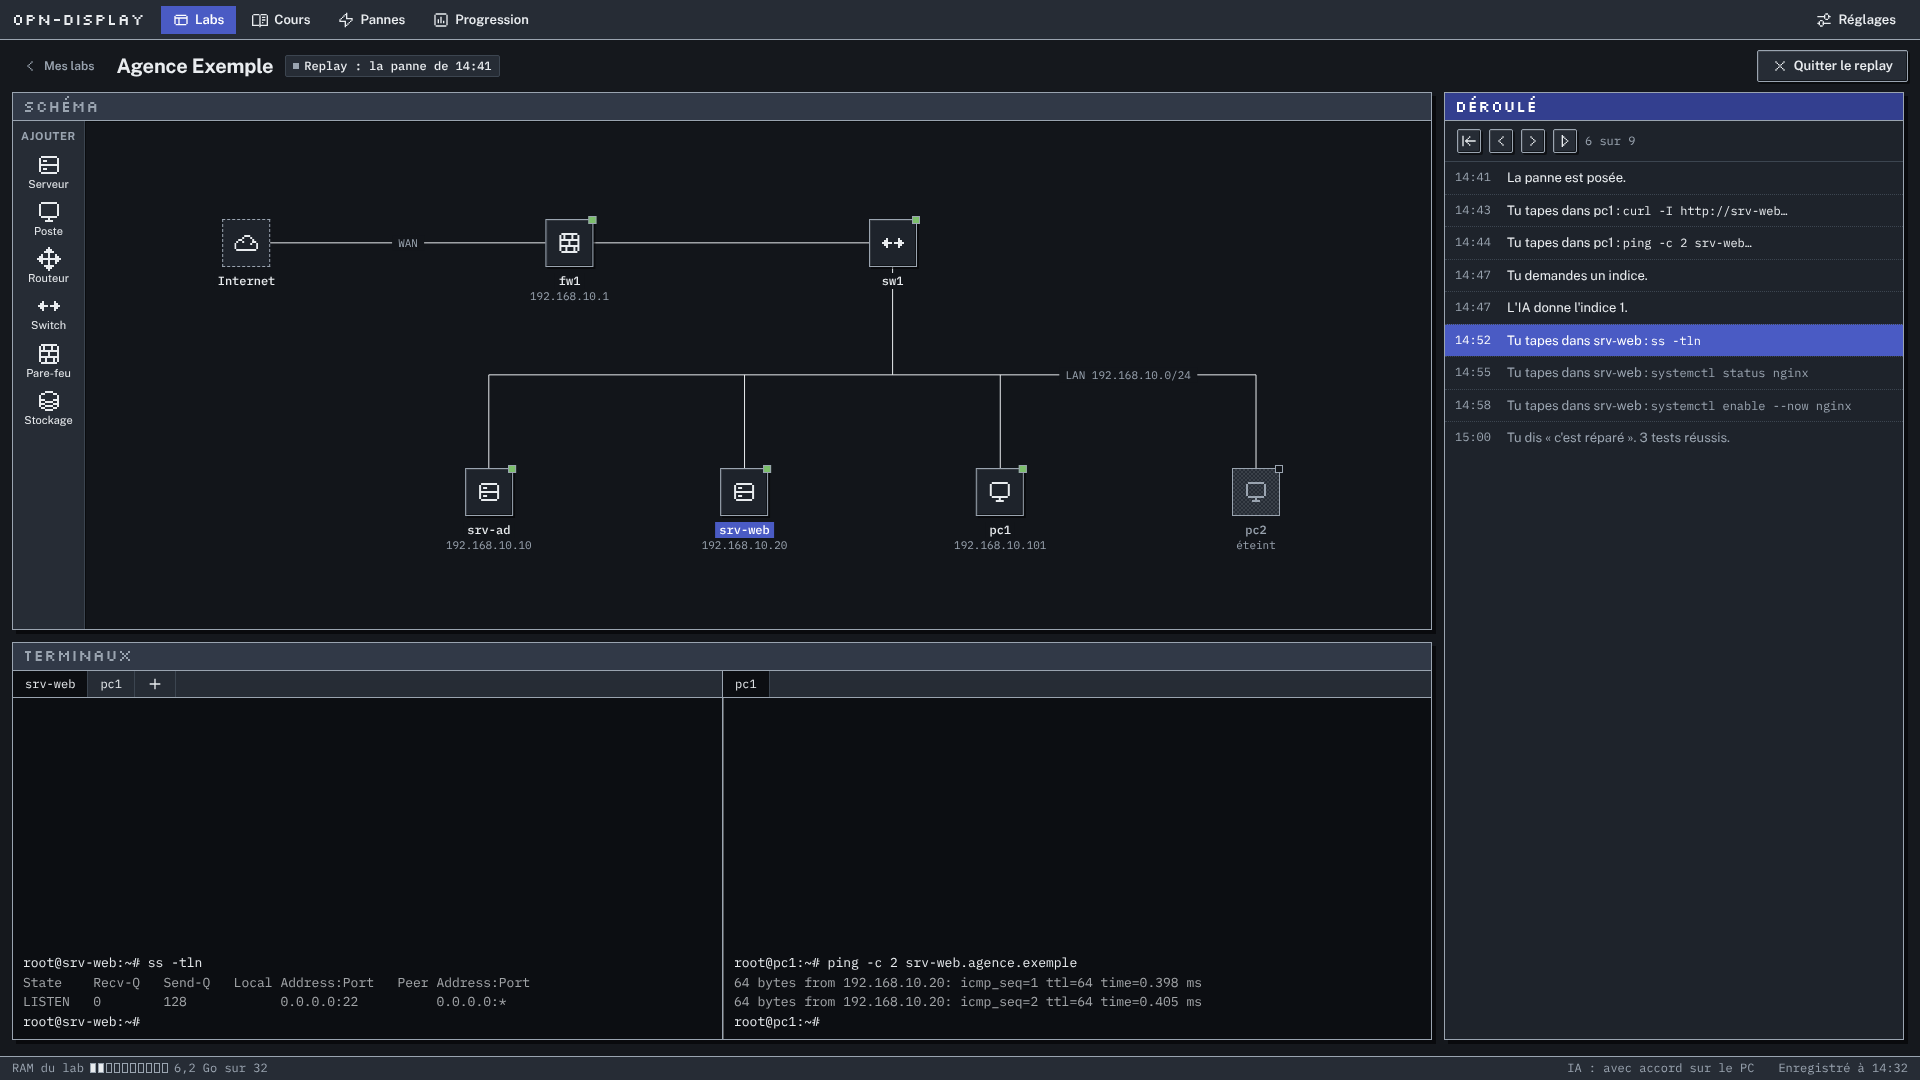 OPN-DISPLAY
Labs
Cours
Pannes
Progression
Réglages
Mes labs
Agence Exemple
Replay : la panne de 14:41
Quitter le replay
SCHÉMA
AJOUTER
Serveur
Poste
Routeur
Switch
Pare-feu
Stockage
WAN
Internet
fw1
192.168.10.1
sw1
LAN 192.168.10.0/24
srv-ad
192.168.10.10
srv-web
192.168.10.20
pc1
192.168.10.101
pc2
éteint
DÉROULÉ
6 sur 9
14:41 La panne est posée.
14:43 Tu tapes dans pc1 : curl -I http://srv-web…
14:44 Tu tapes dans pc1 : ping -c 2 srv-web…
14:47 Tu demandes un indice.
14:47 L'IA donne l'indice 1.
14:52 Tu tapes dans srv-web : ss -tln
14:55 Tu tapes dans srv-web : systemctl status nginx
14:58 Tu tapes dans srv-web : systemctl enable --now nginx
15:00 Tu dis « c'est réparé ». 3 tests réussis.
TERMINAUX
srv-web pc1 +
root@srv-web:~# ss -tln
State Recv-Q Send-Q Local Address:Port Peer Address:Port
LISTEN 0 128 0.0.0.0:22 0.0.0.0:*
root@srv-web:~#
pc1
root@pc1:~# ping -c 2 srv-web.agence.exemple
64 bytes from 192.168.10.20: icmp_seq=1 ttl=64 time=0.398 ms
64 bytes from 192.168.10.20: icmp_seq=2 ttl=64 time=0.405 ms
root@pc1:~#
RAM du lab 6,2 Go sur 32
IA : avec accord sur le PC
Enregistré à 14:32